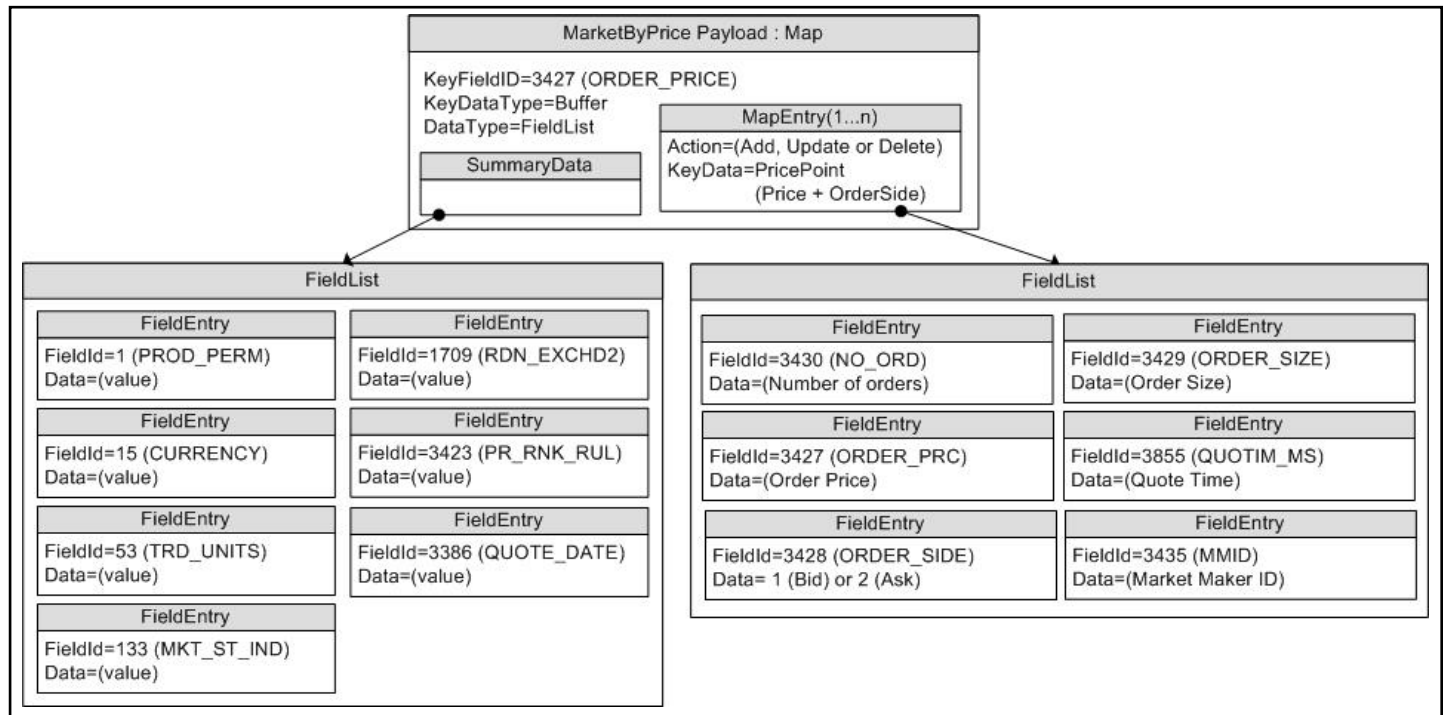 MarketByPrice Payload : Map
KeyFieldID=3427 (ORDER_PRICE)
KeyDataType=Buffer
DataType=FieldList
SummaryData
MapEntry(1...n)
Action=(Add, Update or Delete)
KeyData=PricePoint
(Price + OrderSide)
FieldList
FieldEntry
FieldId=1 (PROD_PERM)
Data=(value)
FieldEntry
FieldId=1709 (RDN_EXCHD2)
Data=(value)
FieldEntry
FieldId=15 (CURRENCY)
Data=(value)
FieldEntry
FieldId=3423 (PR_RNK_RUL)
Data=(value)
FieldEntry
FieldId=53 (TRD_UNITS)
Data=(value)
FieldEntry
FieldId=3386 (QUOTE_DATE)
Data=(value)
FieldEntry
FieldId=133 (MKT_ST_IND)
Data=(value)
FieldList
FieldEntry
FieldId=3430 (NO_ORD)
Data=(Number of orders)
FieldEntry
FieldId=3429 (ORDER_SIZE)
Data=(Order Size)
FieldEntry
FieldId=3427 (ORDER_PRC)
Data=(Order Price)
FieldEntry
FieldId=3855 (QUOTIM_MS)
Data=(Quote Time)
FieldEntry
FieldId=3428 (ORDER_SIDE)
Data= 1 (Bid) or 2 (Ask)
FieldEntry
FieldId=3435 (MMID)
Data=(Market Maker ID)